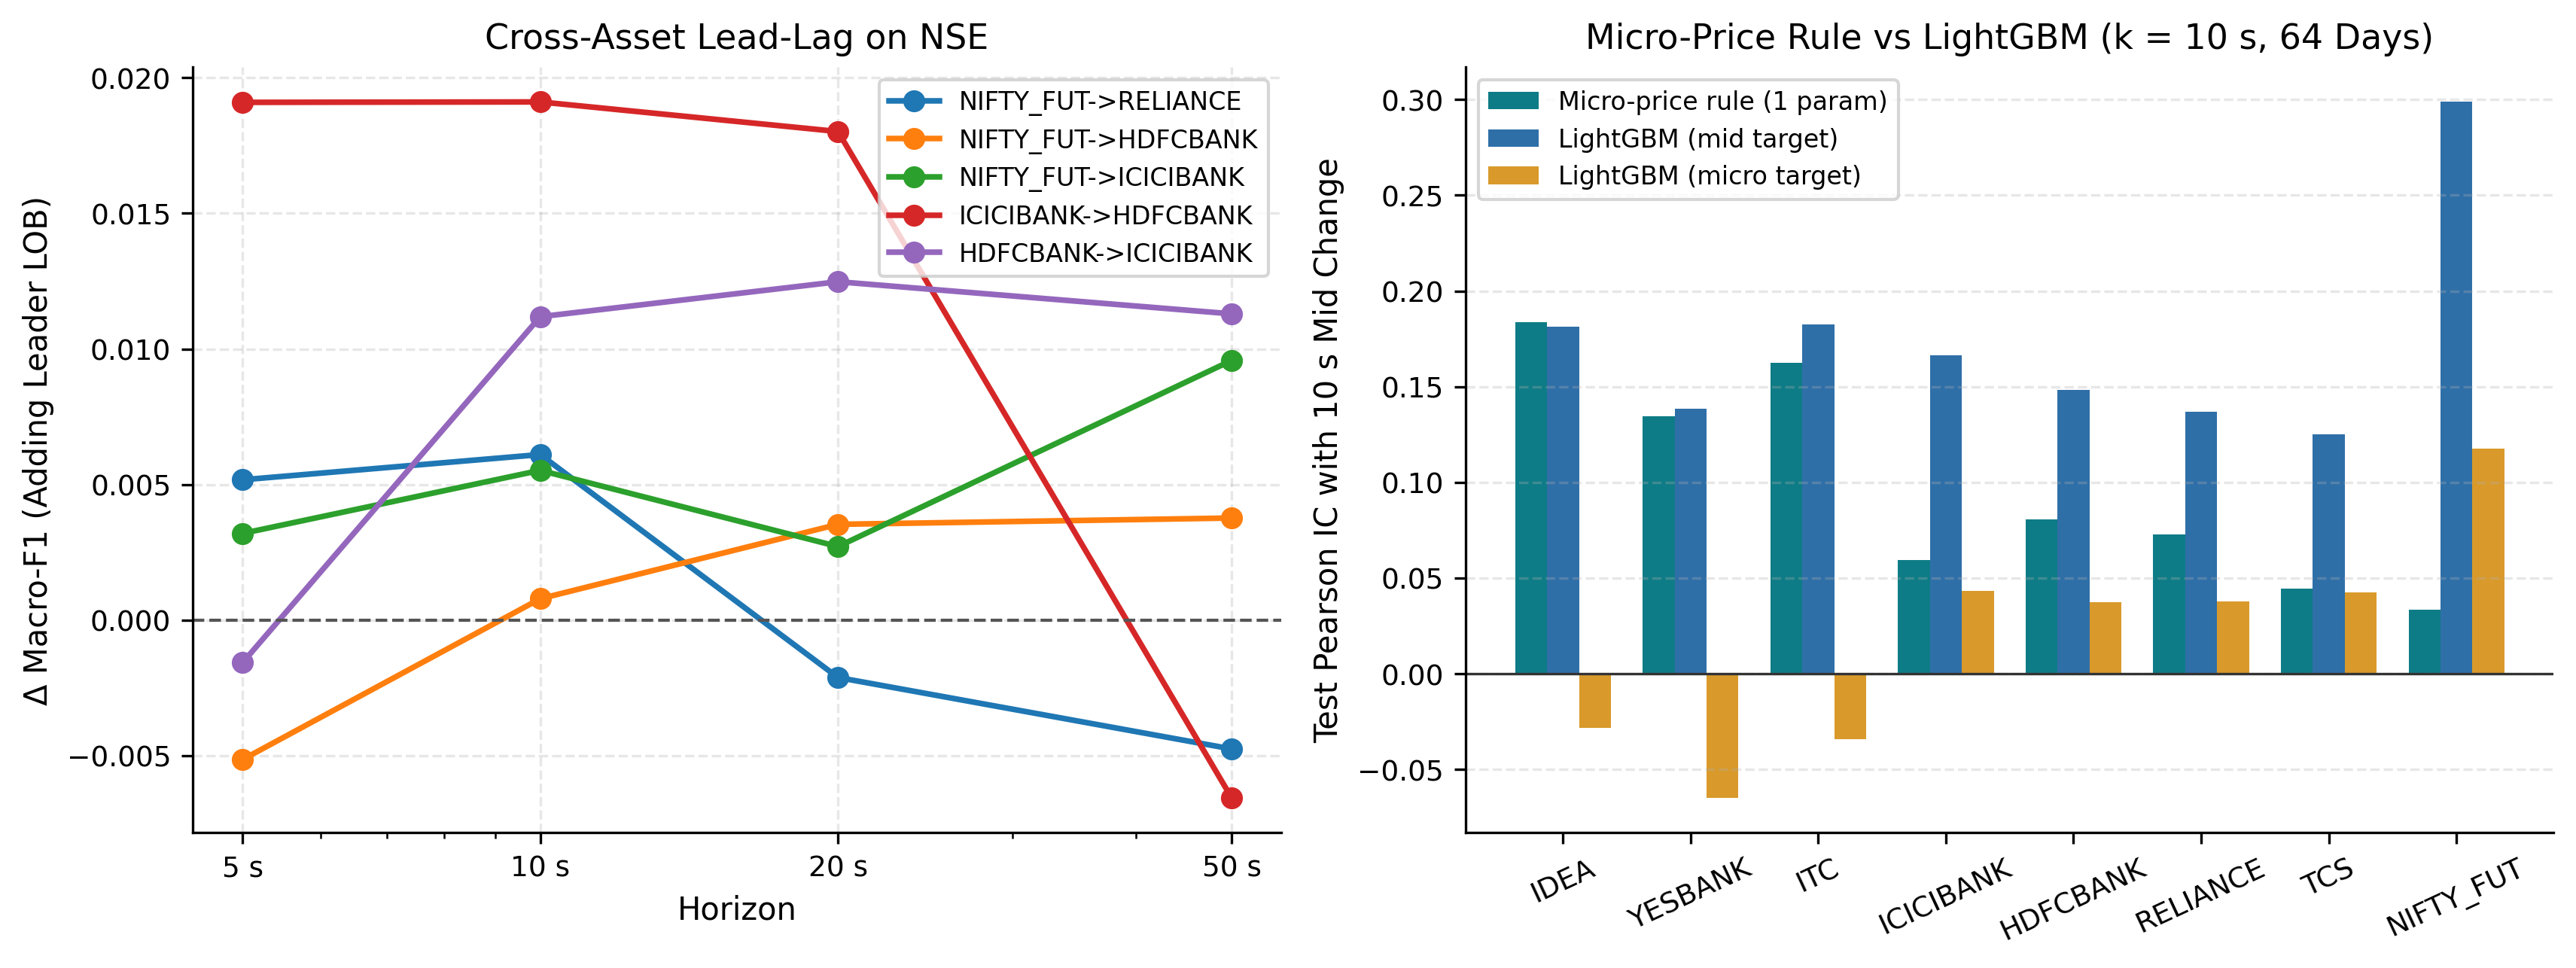 Cross-Asset Lead-Lag on NSE
Δ Macro-F1 (Adding Leader LOB)
0.020
0.015
0.010
0.005
0.000
−0.005
NIFTY_FUT->RELIANCE
NIFTY_FUT->HDFCBANK
NIFTY_FUT->ICICIBANK
ICICIBANK->HDFCBANK
HDFCBANK->ICICIBANK
5 s
10 s
20 s
50 s
Horizon
Micro-Price Rule vs LightGBM (k = 10 s, 64 Days)
Test Pearson IC with 10 s Mid Change
0.30
0.25
0.20
0.15
0.10
0.05
0.00
−0.05
Micro-price rule (1 param)
LightGBM (mid target)
LightGBM (micro target)
IDEA
YESBANK
ITC
ICICIBANK
HDFCBANK
RELIANCE
TCS
NIFTY_FUT